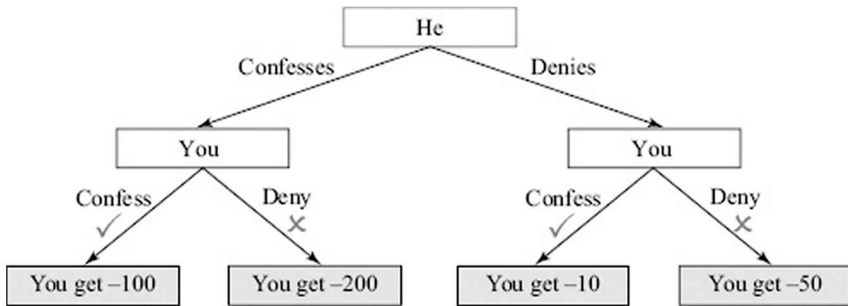 He
Confesses
Denies
You
You
Confess
Deny
Confess
Deny
You get –100
You get –200
You get –10
You get –50